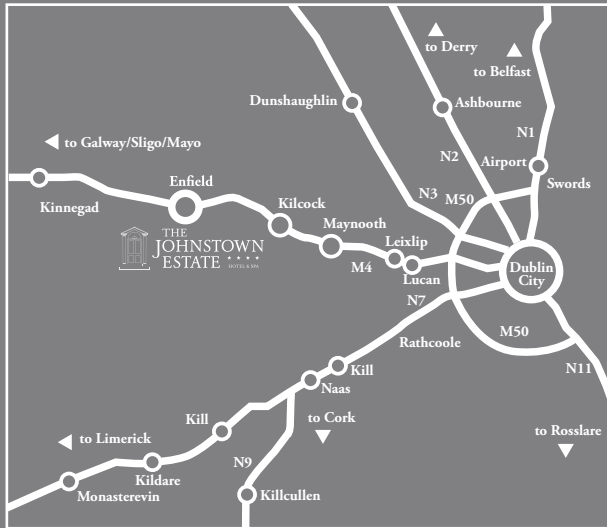 to Derry
to Belfast
Dunshaughlin
Ashbourne
N1
to Galway/Sligo/Mayo
N2
Airport
Enfield
Swords
N3
M50
Kinnegad
Kilcock
THE
JOHNSTOWN
ESTATE
HOTEL & SPA
Maynooth
Leixlip
M4
Lucan
Dublin
City
N7
Rathcoole
M50
Kill
N11
Naas
Kill
to Cork
to Rosslare
to Limerick
N9
Kildare
Monasterevin
Killcullen